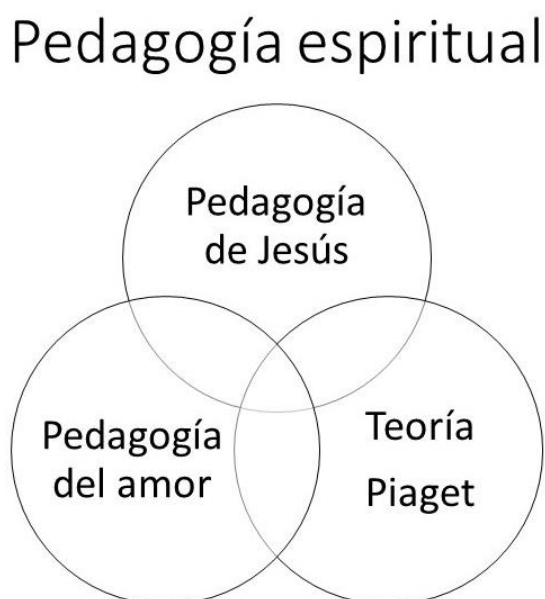 Pedagogía espiritual
Pedagogía
de Jesús
Pedagogía
del amor
Teoría
Piaget